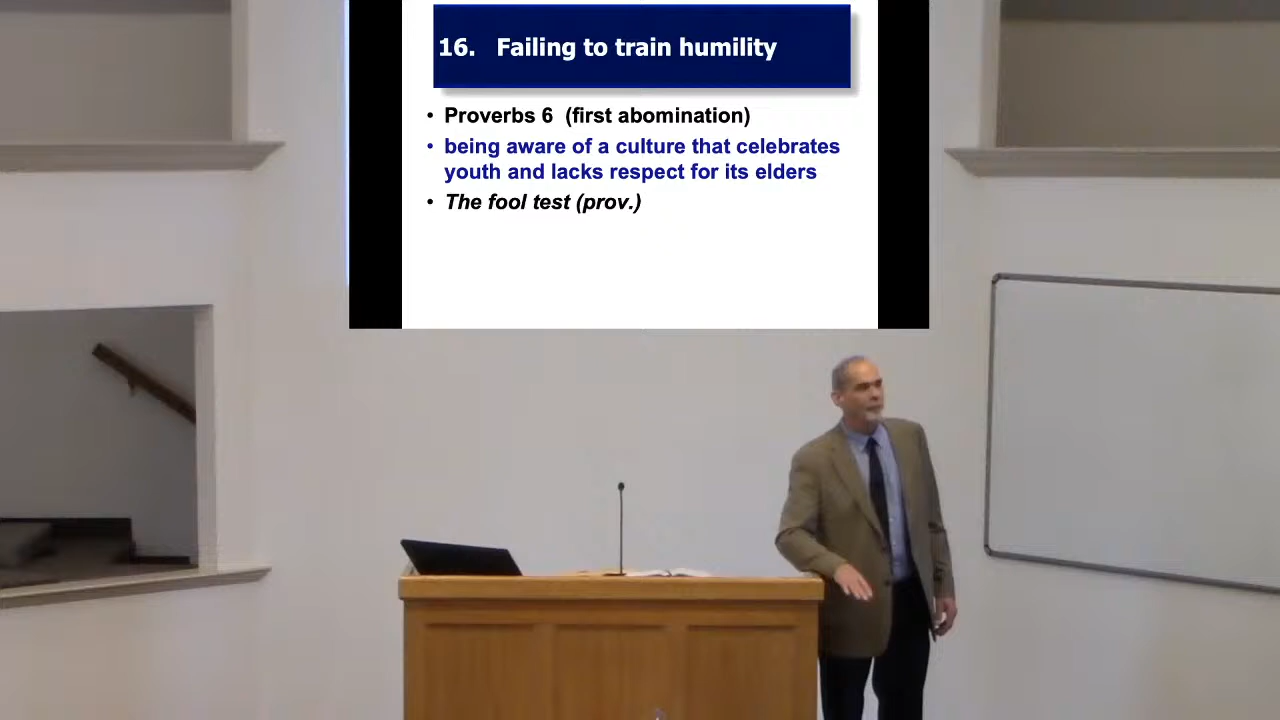 16. Failing to train humility
• Proverbs 6 (first abomination)
• being aware of a culture that celebrates
youth and lacks respect for its elders
• The fool test (prov.)